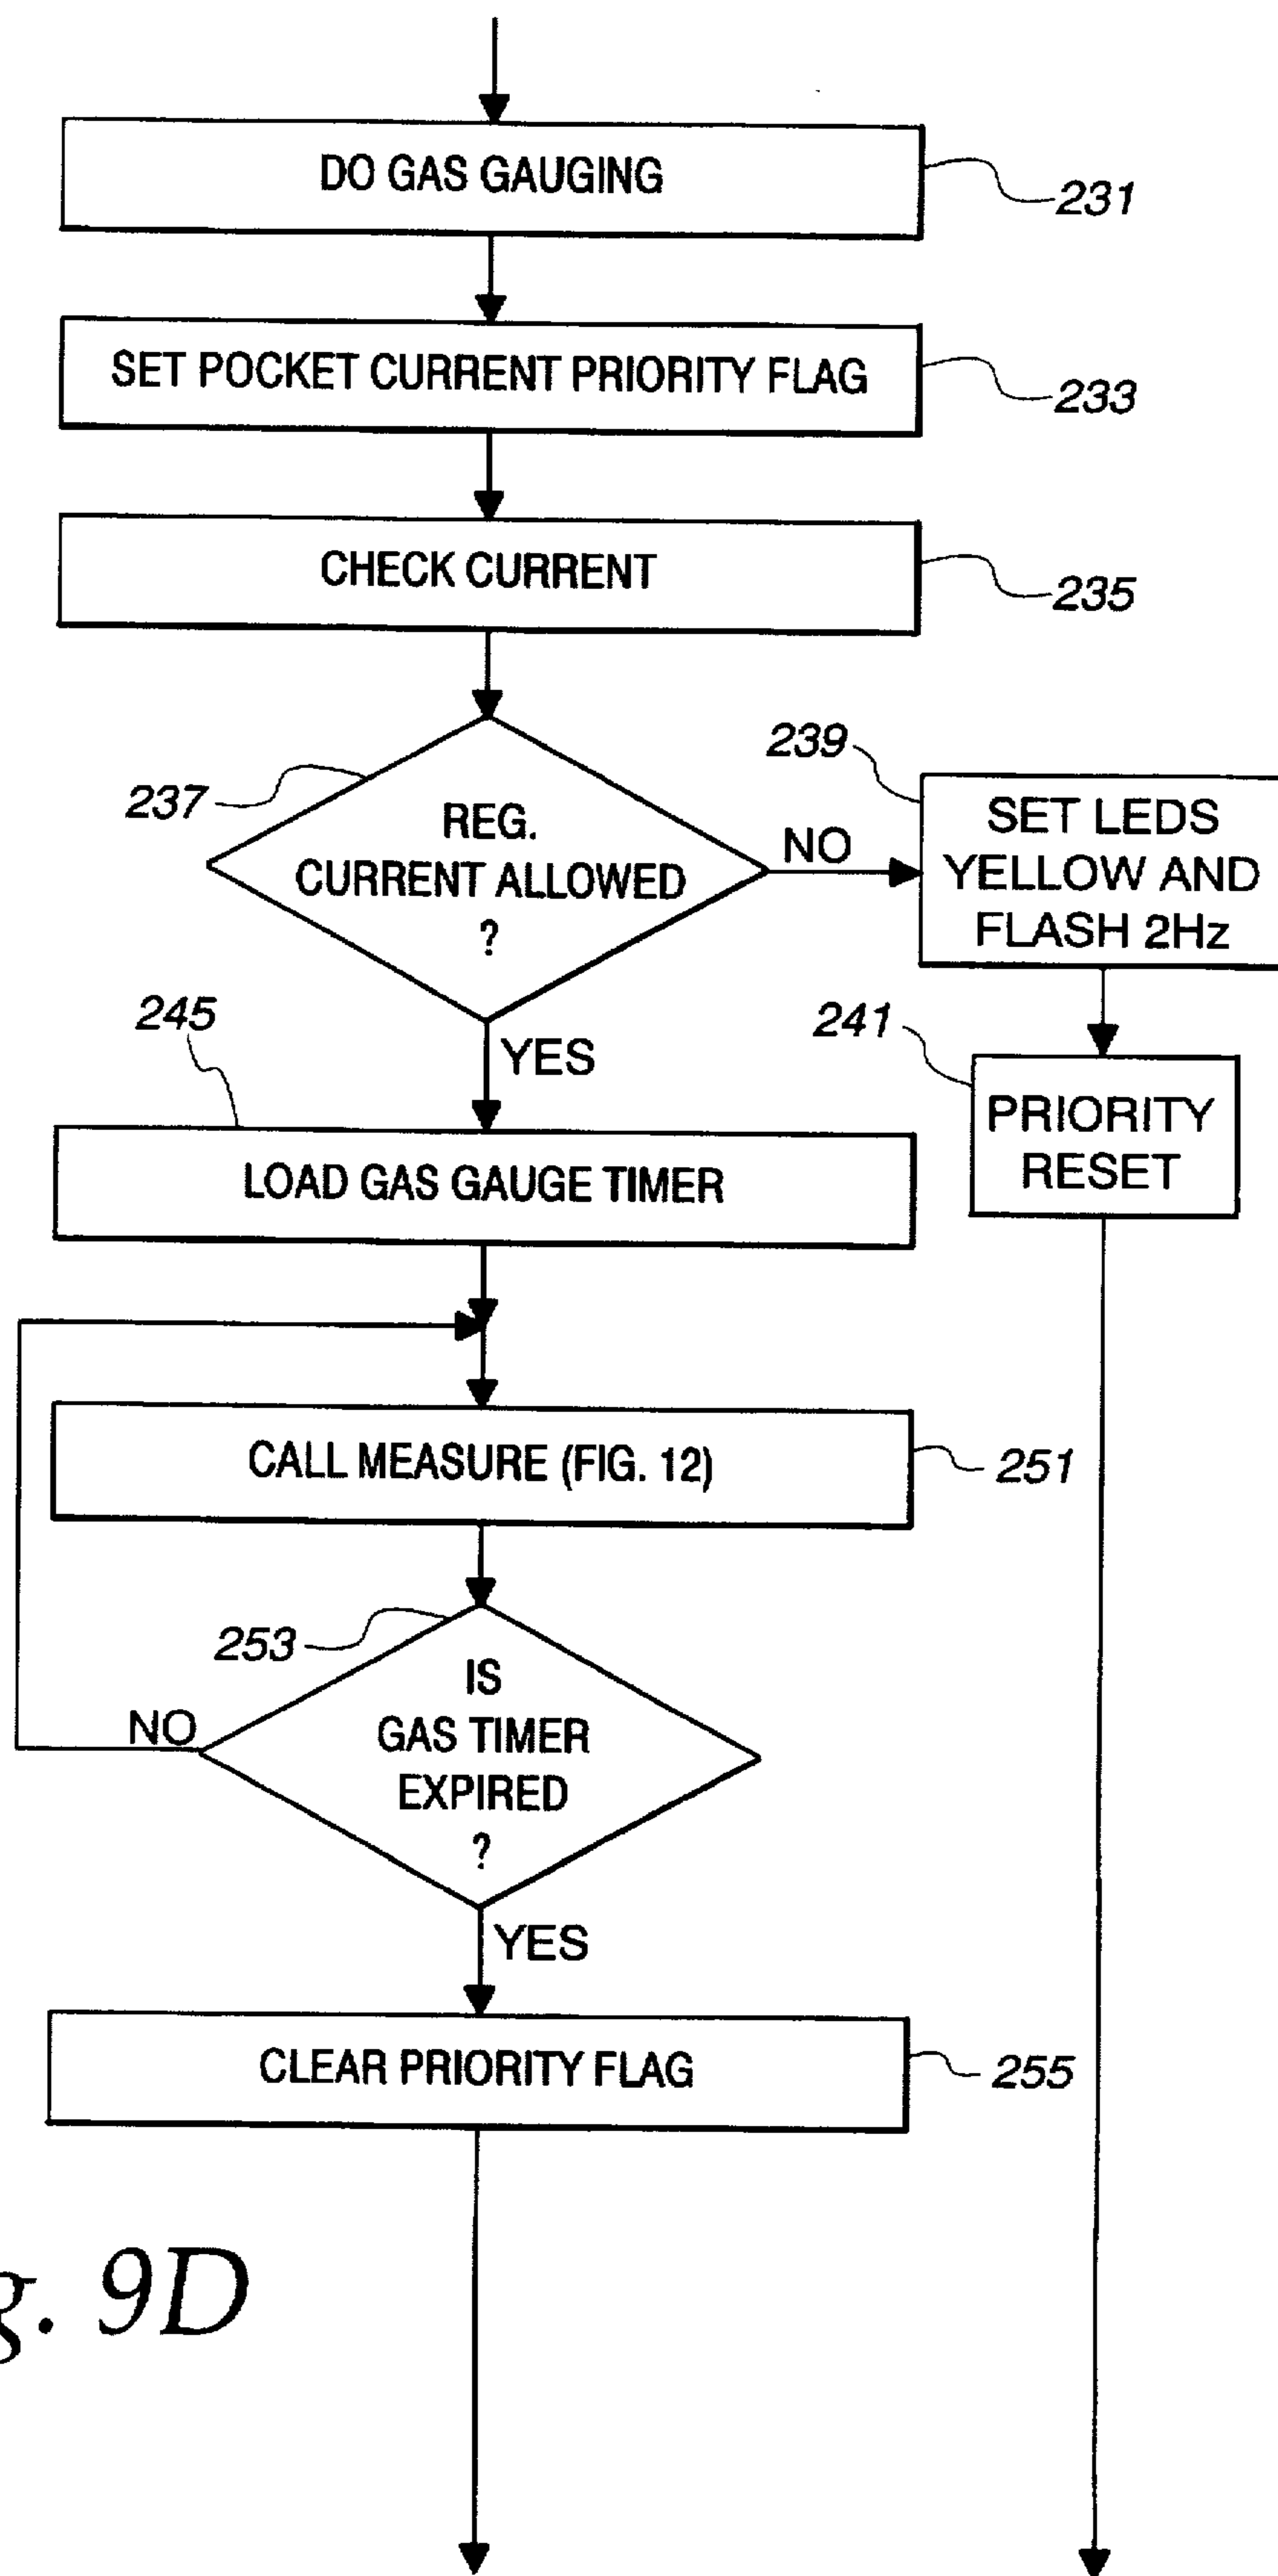 DO GAS GAUGING
231
SET POCKET CURRENT PRIORITY FLAG
233
CHECK CURRENT
235
237
REG.
CURRENT ALLOWED
?
NO
239
SET LEDS
YELLOW AND
FLASH 2Hz
YES
241
PRIORITY
RESET
245
LOAD GAS GAUGE TIMER
CALL MEASURE (FIG. 12)
251
253
IS
GAS TIMER
EXPIRED
?
NO
YES
CLEAR PRIORITY FLAG
255
g. 9D